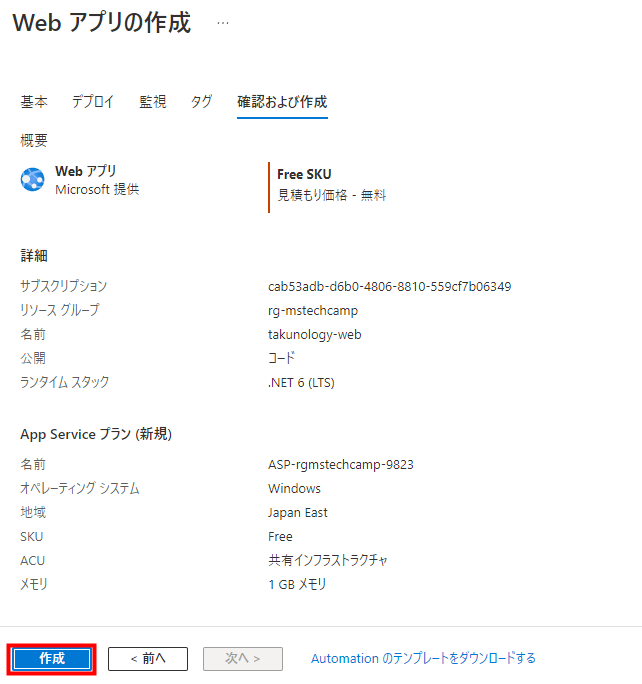 Web アプリの作成 …
基本 デプロイ 監視 タグ 確認および作成
概要
Web アプリ
Microsoft 提供
Free SKU
見積もり価格 - 無料
詳細
サブスクリプション cab53adb-d6b0-4806-8810-559cf7b06349
リソース グループ rg-mstechcamp
名前 takunology-web
公開 コード
ランタイム スタック .NET 6 (LTS)
App Service プラン (新規)
名前 ASP-rgmstechcamp-9823
オペレーティング システム Windows
地域 Japan East
SKU Free
ACU 共有インフラストラクチャ
メモリ 1 GB メモリ
作成 < 前へ 次へ > Automation のテンプレートをダウンロードする